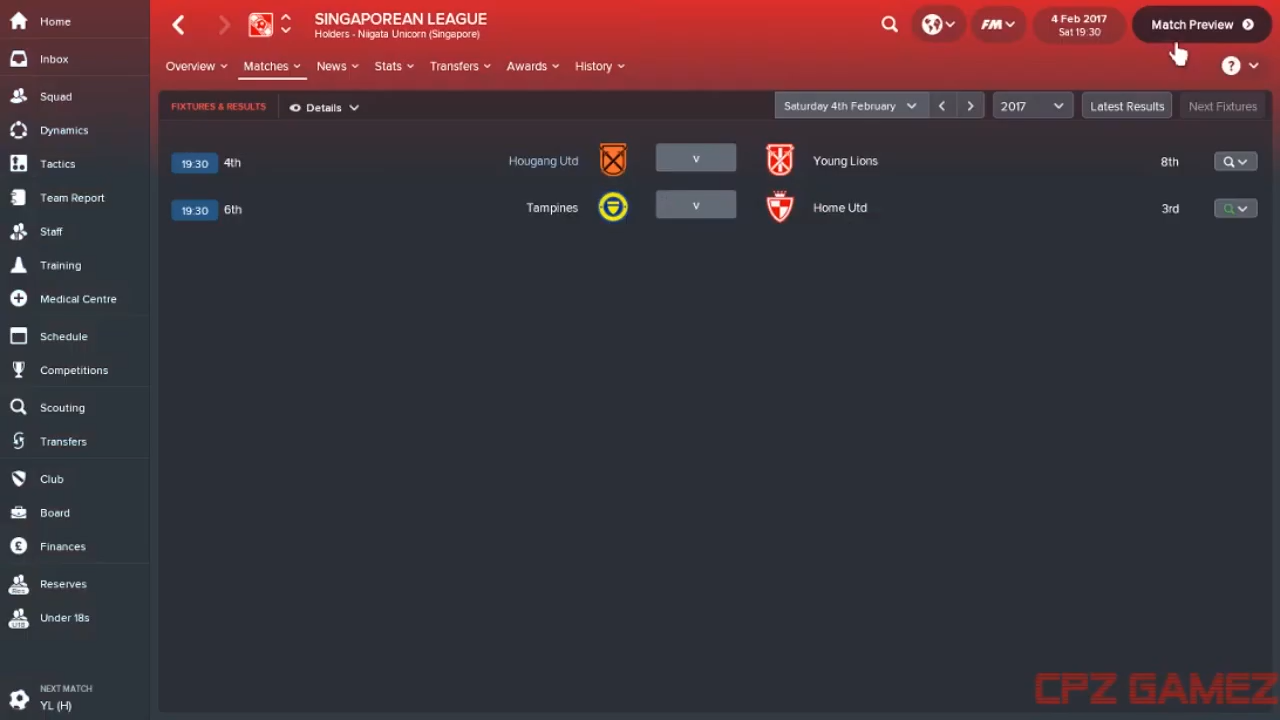 Home
Inbox
Squad
Dynamics
Tactics
Team Report
Staff
Training
Medical Centre
Schedule
Competitions
Scouting
Transfers
Club
Board
Finances
Reserves
Under 18s
NEXT MATCH
YL (H)
SINGAPOREAN LEAGUE
Holders - Niigata Unicorn (Singapore)
FM
4 Feb 2017
Sat 19:30
Match Preview
Overview Matches News Stats Transfers Awards History
?
FIXTURES & RESULTS Details Saturday 4th February 2017 Latest Results Next Fixtures
19:30 4th Hougang Utd v Young Lions 8th
19:30 6th Tampines v Home Utd 3rd
CPZ GAMEZ